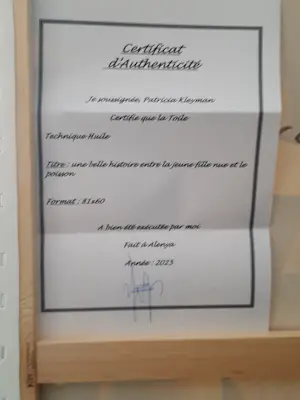 Certificat
d'Authenticité
Je soussignée, Patricia Kleyman
Certifie que la Toile
Technique Huile
Titre : une belle histoire entre la jeune fille nue et le
poisson
Format : 81x60
A bien été exécutée par moi
Fait à Alenya
Année : 2023